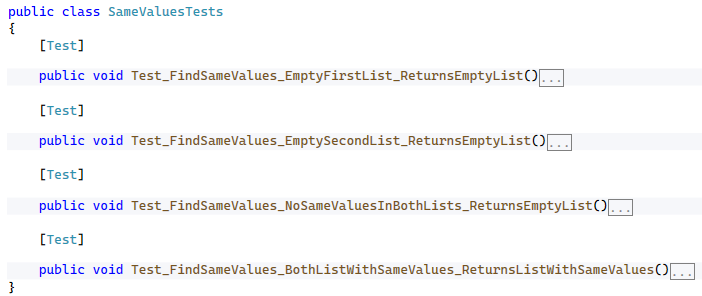 public class SameValuesTests
{
[Test]
public void Test_FindSameValues_EmptyFirstList_ReturnsEmptyList()...
[Test]
public void Test_FindSameValues_EmptySecondList_ReturnsEmptyList()...
[Test]
public void Test_FindSameValues_NoSameValuesInBothLists_ReturnsEmptyList()...
[Test]
public void Test_FindSameValues_BothListWithSameValues_ReturnsListWithSameValues()...
}